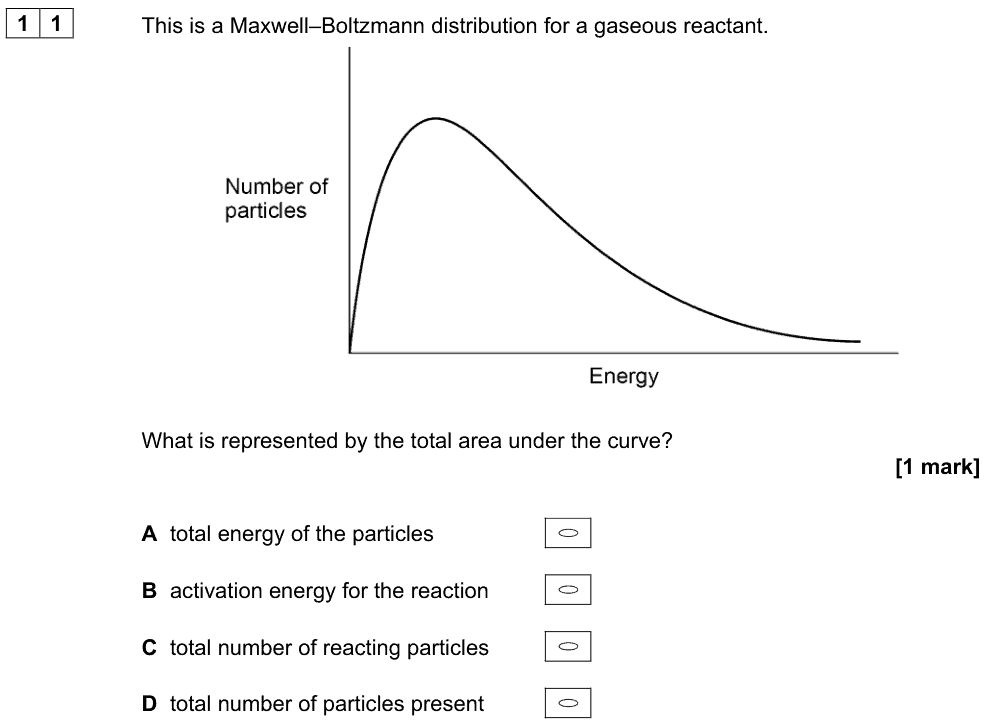 1 1
This is a Maxwell–Boltzmann distribution for a gaseous reactant.
Number of
particles
Energy
What is represented by the total area under the curve?
[1 mark]
A total energy of the particles
B activation energy for the reaction
C total number of reacting particles
D total number of particles present